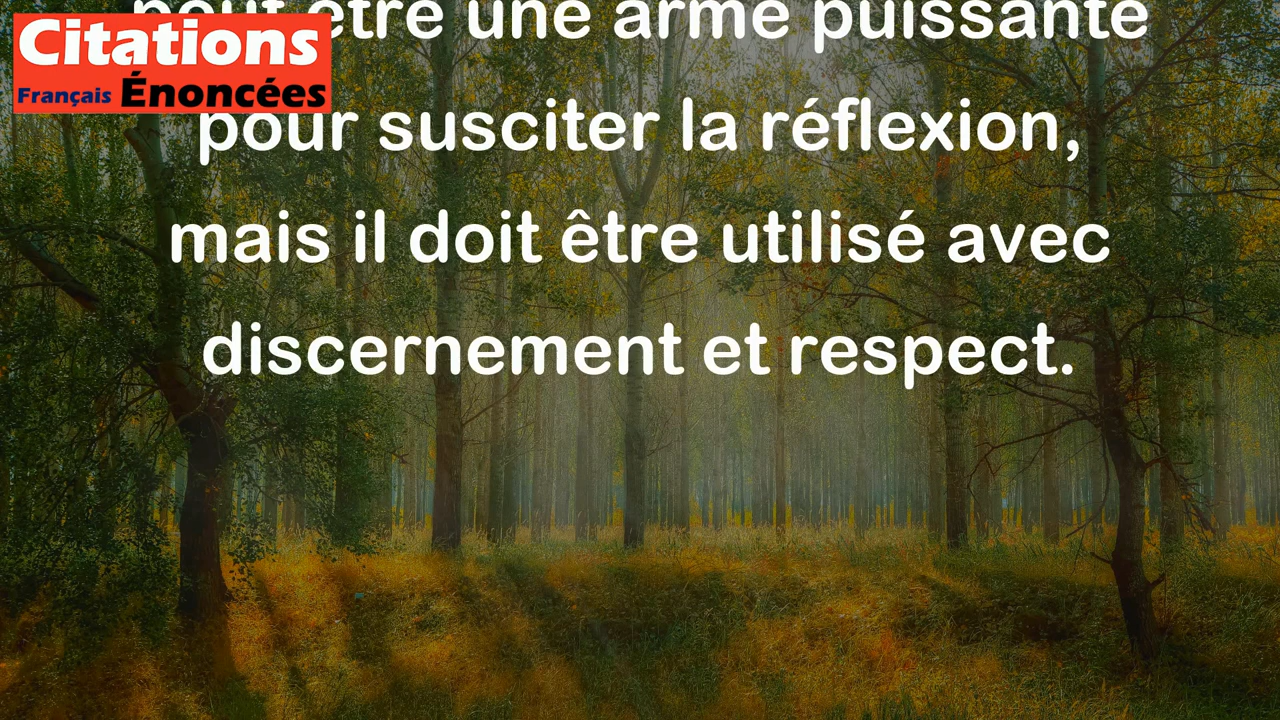 Citations
Français Énoncées
peut être une arme puissante
pour susciter la réflexion,
mais il doit être utilisé avec
discernement et respect.